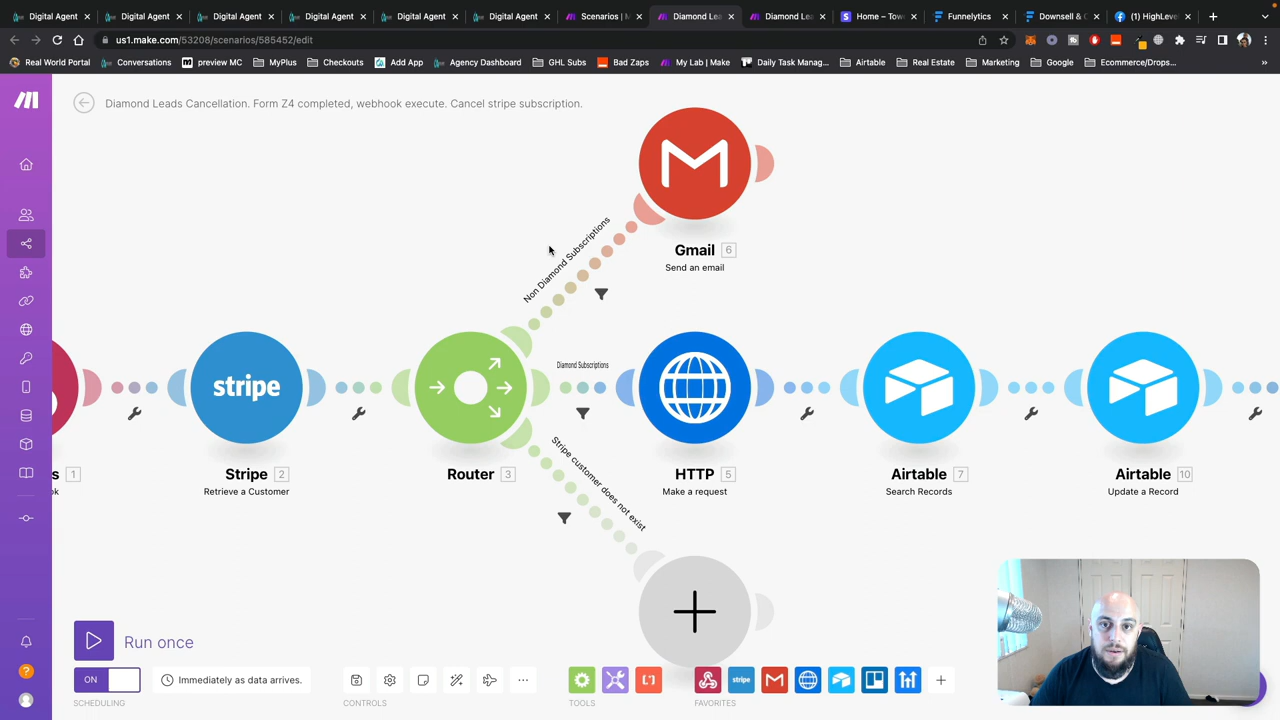 Digital Agent
Digital Agent
Digital Agent
Digital Agent
Digital Agent
Scenarios | M
Diamond Lea
Diamond Lea
Home – Tow
Funnelytics
Downsell & C
(1) HighLeve
us1.make.com/53208/scenarios/585452/edit
Real World Portal
Conversations
preview MC
MyPlus
Checkouts
Add App
Agency Dashboard
GHL Subs
Bad Zaps
My Lab | Make
Daily Task Manag...
Airtable
Real Estate
Marketing
Google
Ecommerce/Drops...
Diamond Leads Cancellation. Form Z4 completed, webhook execute. Cancel stripe subscription.
Gmail 6
Send an email
Non Diamond Subscriptions
Diamond Subscriptions
Stripe customer does not exist
stripe
s 1
ok
Stripe 2
Retrieve a Customer
Router 3
HTTP 5
Make a request
Airtable 7
Search Records
Airtable 10
Update a Record
Run once
ON
Immediately as data arrives.
stripe
SCHEDULING
CONTROLS
TOOLS
FAVORITES